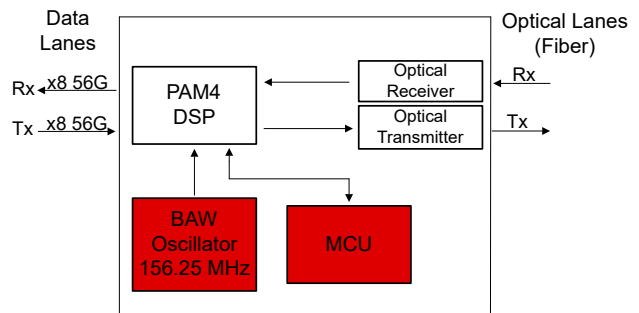 Data
Lanes
Optical Lanes
(Fiber)
Rx
x8 56G
PAM4
DSP
Optical
Receiver
Rx
Tx
x8 56G
Optical
Transmitter
Tx
BAW
Oscillator
156.25 MHz
MCU